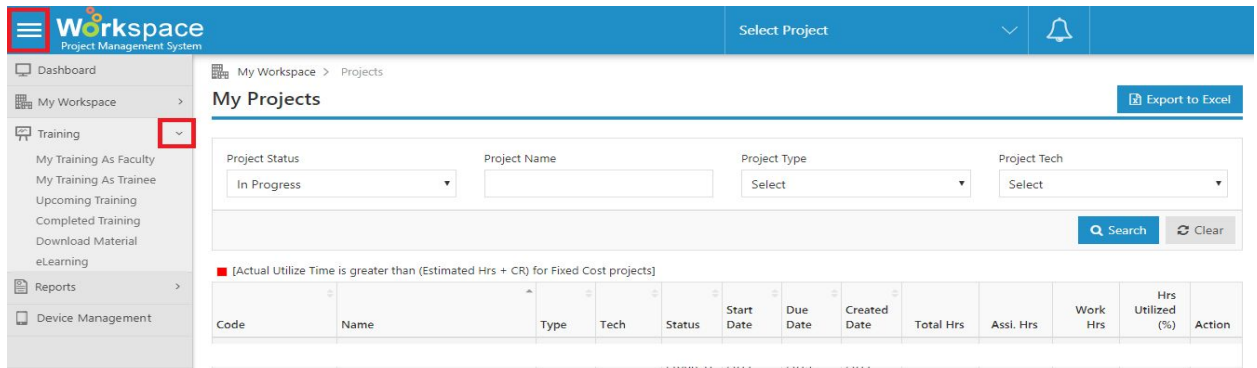 Workspace
Project Management System
Select Project
Dashboard
My Workspace >
Training
My Training As Faculty
My Training As Trainee
Upcoming Training
Completed Training
Download Material
eLearning
Reports >
Device Management
My Workspace > Projects
My Projects
Export to Excel
Project Status Project Name Project Type Project Tech
In Progress Select Select
Search Clear
[Actual Utilize Time is greater than (Estimated Hrs + CR) for Fixed Cost projects]
Code Name Type Tech Status Start Date Due Date Created Date Total Hrs Assi. Hrs Work Hrs Hrs Utilized (%) Action